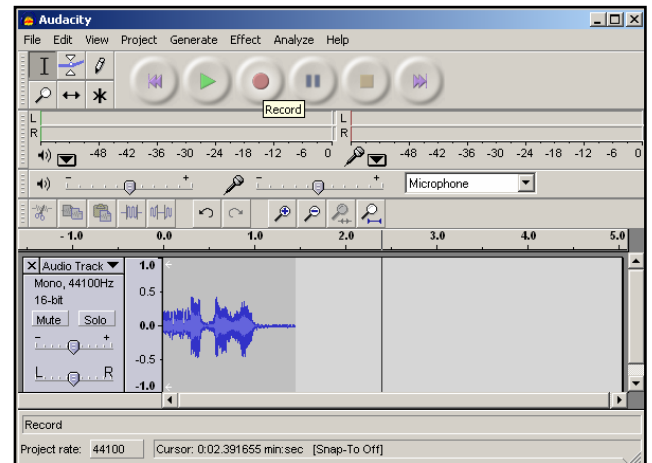 Audacity
File Edit View Project Generate Effect Analyze Help
Record
L
R
L
R
-48 -42 -36 -30 -24 -18 -12 -6 0
-48 -42 -36 -30 -24 -18 -12 -6 0
- +
- +
Microphone
- 1.0 0.0 1.0 2.0 3.0 4.0 5.0
X Audio Track
Mono, 44100Hz
16-bit
Mute Solo
- +
L R
1.0
0.5
0.0
-0.5
-1.0
Record
Project rate: 44100 Cursor: 0:02.391655 min:sec [Snap-To Off]